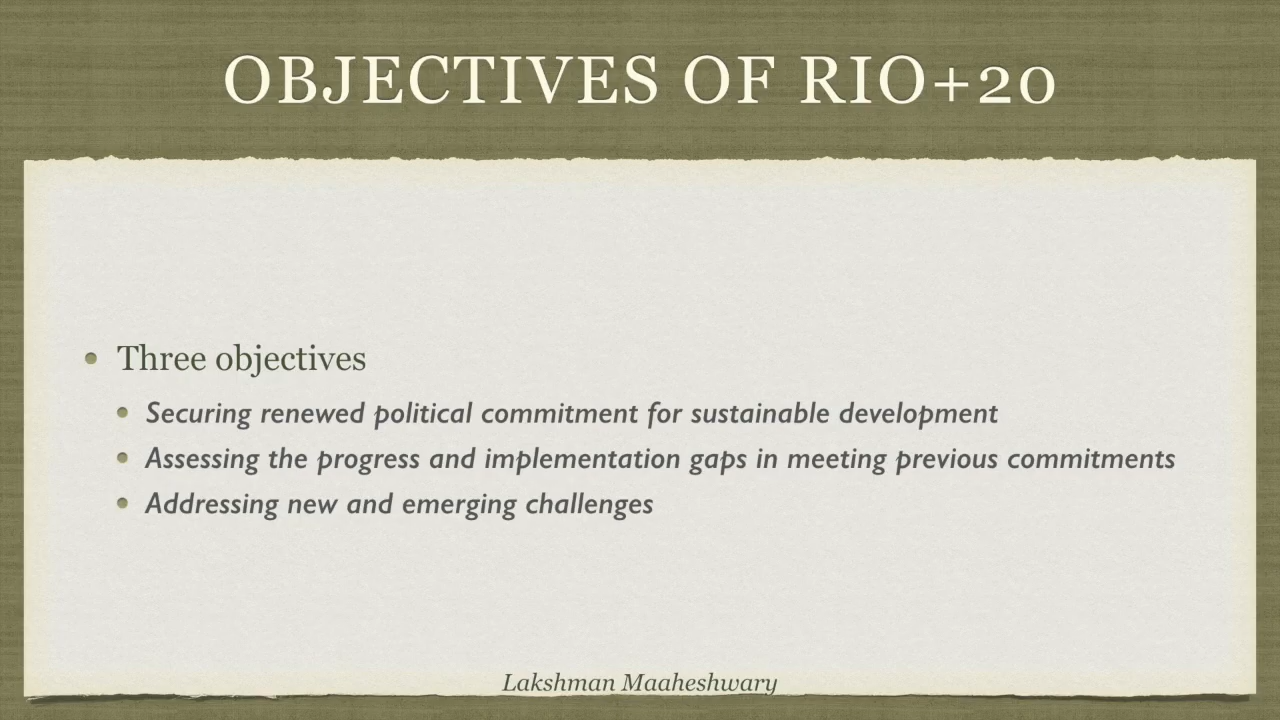 OBJECTIVES OF RIO+20
• Three objectives
• Securing renewed political commitment for sustainable development
• Assessing the progress and implementation gaps in meeting previous commitments
• Addressing new and emerging challenges
Lakshman Maaheshwary